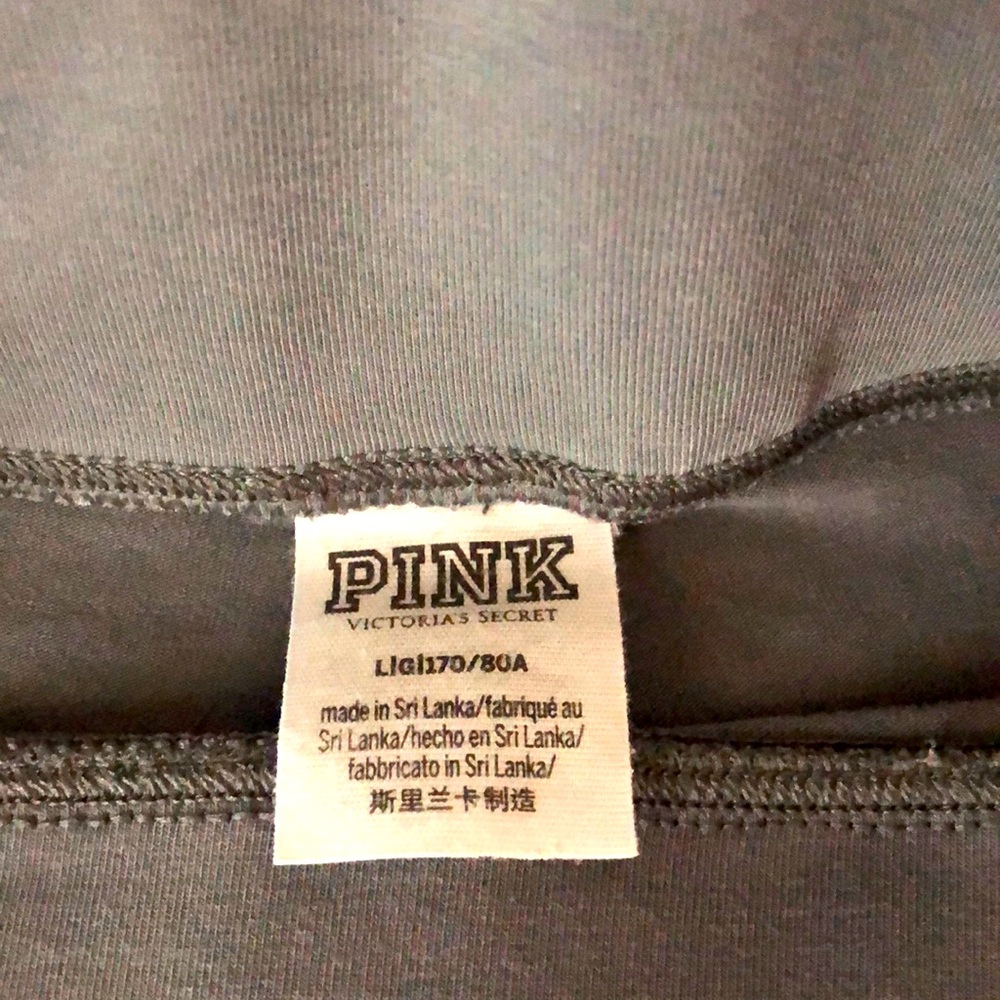 PINK
VICTORIA'S SECRET
L|G|170/80A
made in Sri Lanka/fabriqué au
Sri Lanka/hecho en Sri Lanka/
fabbricato in Sri Lanka/
斯里兰卡制造